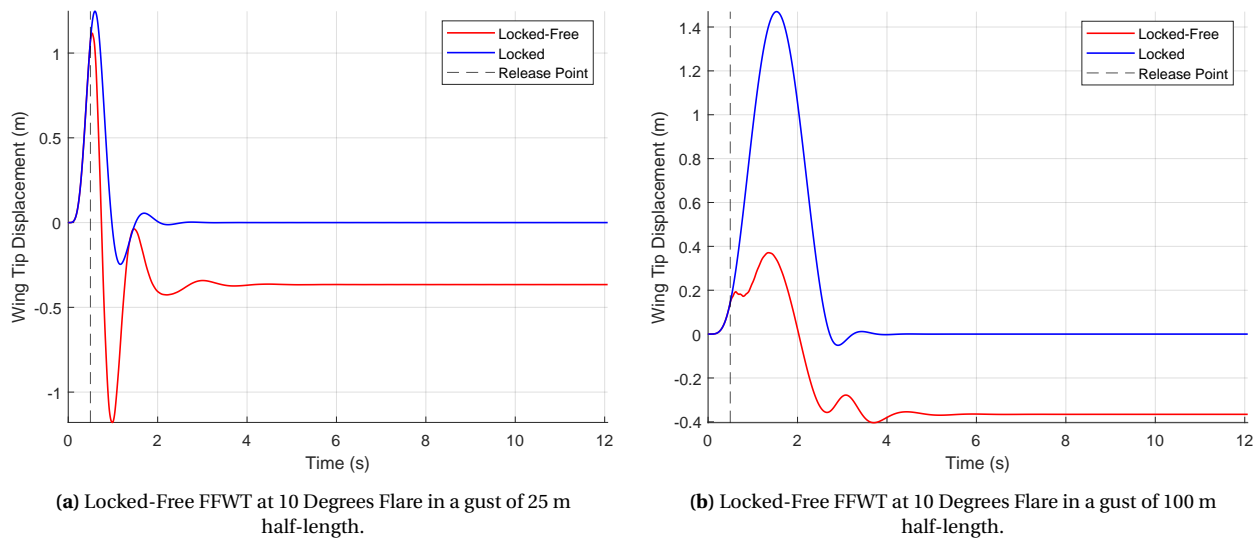 1
0.5
0
-0.5
-1
Wing Tip Displacement (m)
Locked-Free
Locked
Release Point
0 2 4 6 8 10 12
Time (s)
(a) Locked-Free FFWT at 10 Degrees Flare in a gust of 25 m
half-length.
1.4
1.2
1
0.8
0.6
0.4
0.2
0
-0.2
-0.4
Wing Tip Displacement (m)
Locked-Free
Locked
Release Point
0 2 4 6 8 10 12
Time (s)
(b) Locked-Free FFWT at 10 Degrees Flare in a gust of 100 m
half-length.